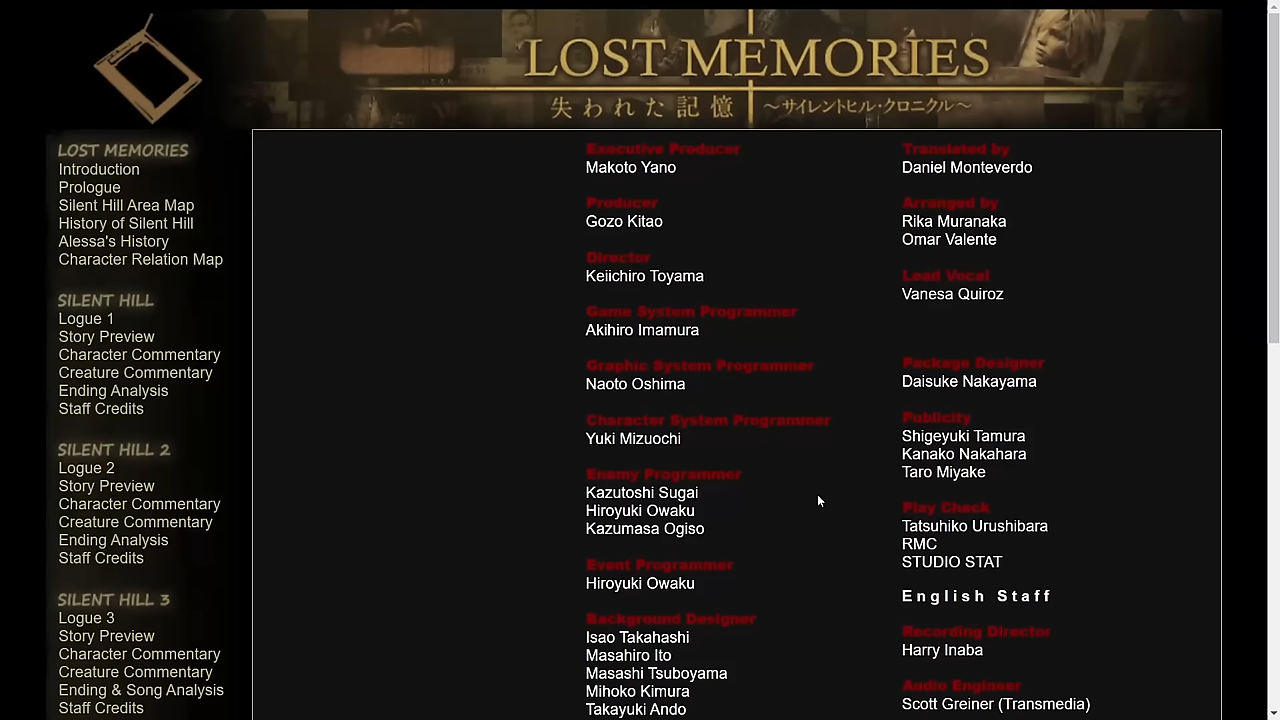 LOST MEMORIES
失われた記憶 ～サイレントヒル・クロニクル～
LOST MEMORIES
Introduction
Prologue
Silent Hill Area Map
History of Silent Hill
Alessa's History
Character Relation Map
SILENT HILL
Logue 1
Story Preview
Character Commentary
Creature Commentary
Ending Analysis
Staff Credits
SILENT HILL 2
Logue 2
Story Preview
Character Commentary
Creature Commentary
Ending Analysis
Staff Credits
SILENT HILL 3
Logue 3
Story Preview
Character Commentary
Creature Commentary
Ending & Song Analysis
Staff Credits
Executive Producer
Makoto Yano
Producer
Gozo Kitao
Director
Keiichiro Toyama
Game System Programmer
Akihiro Imamura
Graphic System Programmer
Naoto Oshima
Character System Programmer
Yuki Mizuochi
Enemy Programmer
Kazutoshi Sugai
Hiroyuki Owaku
Kazumasa Ogiso
Event Programmer
Hiroyuki Owaku
Background Designer
Isao Takahashi
Masahiro Ito
Masashi Tsuboyama
Mihoko Kimura
Takayuki Ando
Translated by
Daniel Monteverdo
Arranged by
Rika Muranaka
Omar Valente
Lead Vocal
Vanesa Quiroz
Package Designer
Daisuke Nakayama
Publicity
Shigeyuki Tamura
Kanako Nakahara
Taro Miyake
Play Check
Tatsuhiko Urushibara
RMC
STUDIO STAT
English Staff
Recording Director
Harry Inaba
Audio Engineer
Scott Greiner (Transmedia)